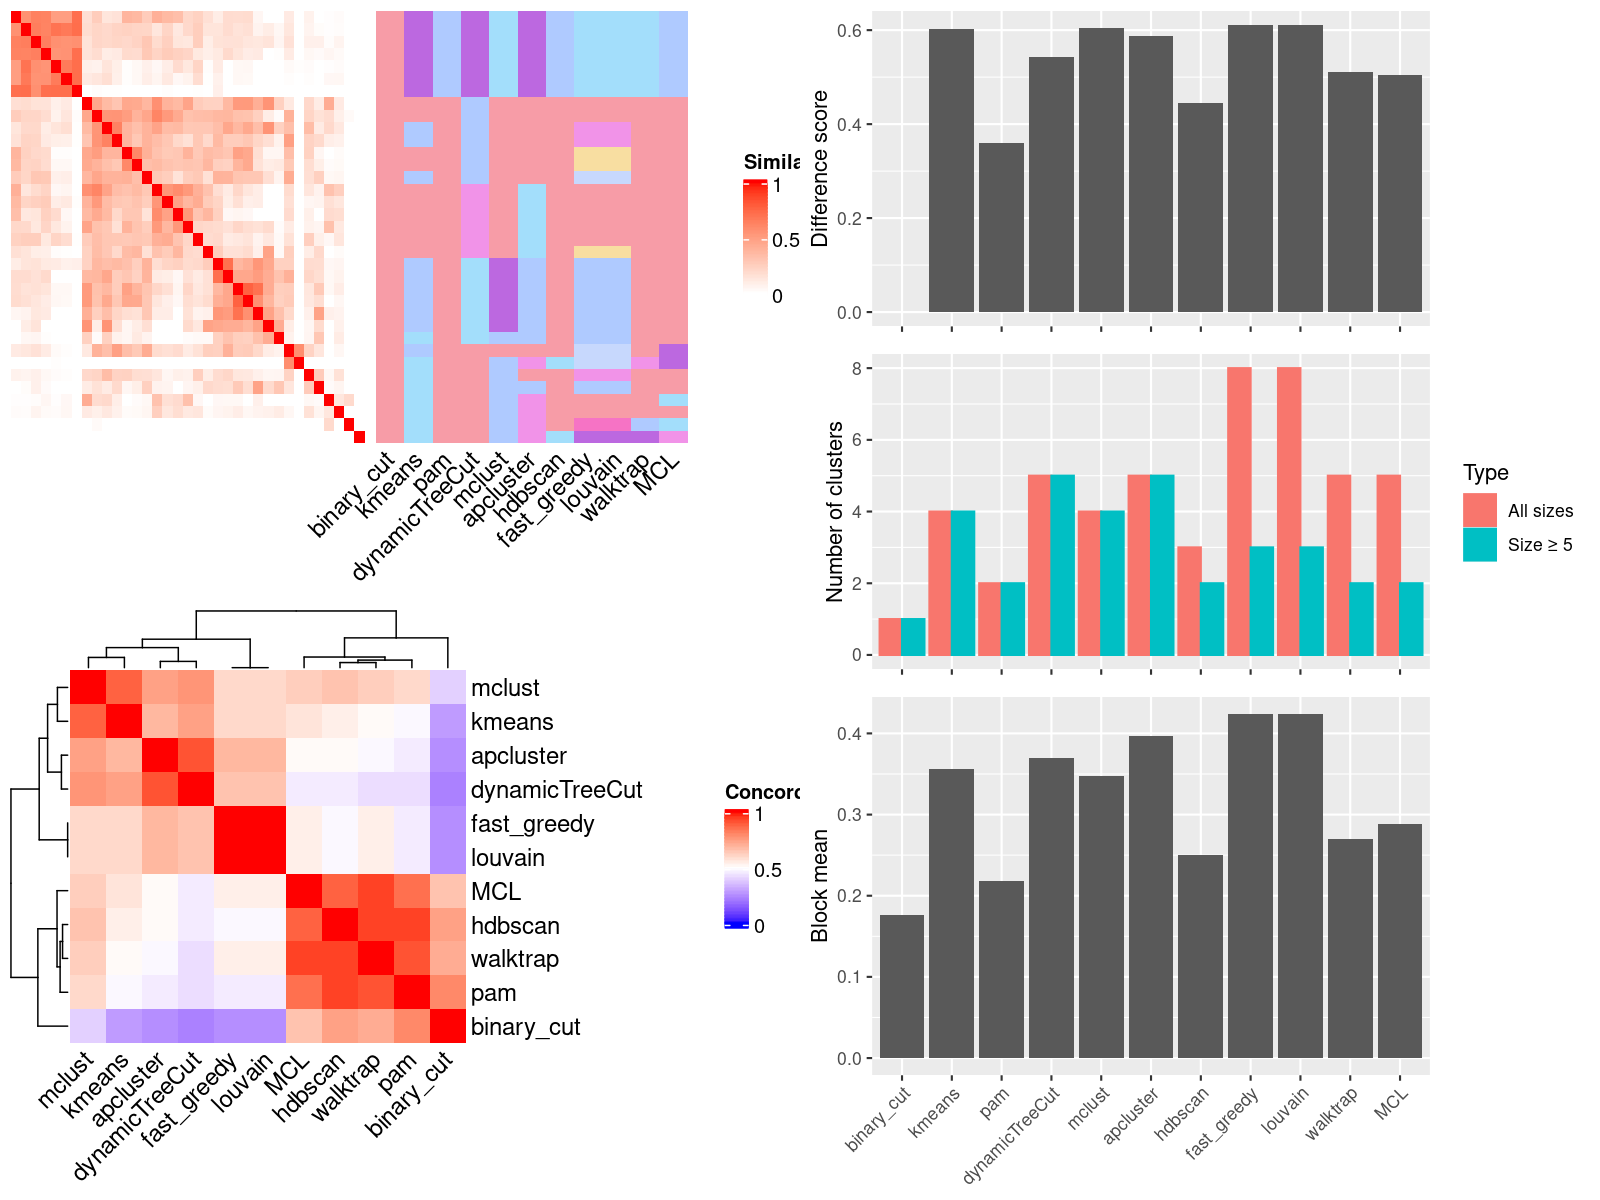 Simila
1
0.5
0
binary_cut
kmeans
pam
dynamicTreeCut
mclust
apcluster
hdbscan
fast_greedy
louvain
walktrap
MCL
mclust
kmeans
apcluster
dynamicTreeCut
fast_greedy
louvain
MCL
hdbscan
walktrap
pam
binary_cut
Concord
1
0.5
0
mclust
kmeans
apcluster
dynamicTreeCut
fast_greedy
louvain
MCL
hdbscan
walktrap
pam
binary_cut
Difference score
0.6
0.4
0.2
0.0
Number of clusters
8
6
4
2
0
Type
All sizes
Size ≥ 5
Block mean
0.4
0.3
0.2
0.1
0.0
binary_cut
kmeans
pam
dynamicTreeCut
mclust
apcluster
hdbscan
fast_greedy
louvain
walktrap
MCL